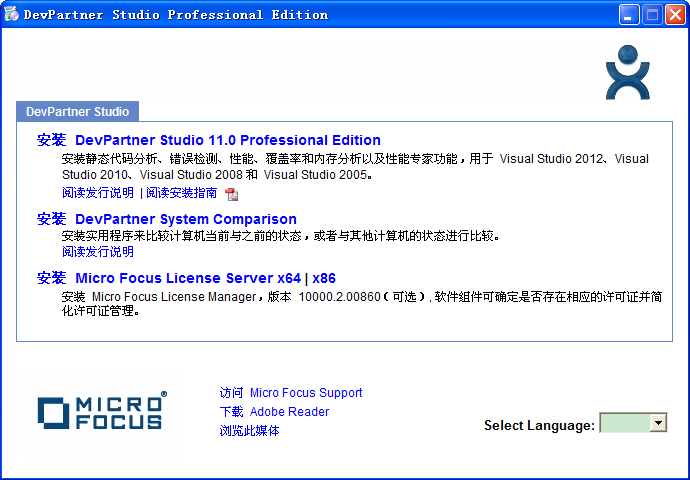 DevPartner Studio Professional Edition
DevPartner Studio
安装 DevPartner Studio 11.0 Professional Edition
安装静态代码分析、错误检测、性能、覆盖率和内存分析以及性能专家功能，用于 Visual Studio 2012、Visual
Studio 2010、Visual Studio 2008 和 Visual Studio 2005。
阅读发行说明 | 阅读安装指南
安装 DevPartner System Comparison
安装实用程序来比较计算机当前与之前的状态，或者与其他计算机的状态进行比较。
阅读发行说明
安装 Micro Focus License Server x64 | x86
安装 Micro Focus License Manager，版本 10000.2.00860（可选）, 软件组件可确定是否存在相应的许可证并简
化许可证管理。
MICRO
FOCUS®
访问 Micro Focus Support
下载 Adobe Reader
浏览此媒体
Select Language: